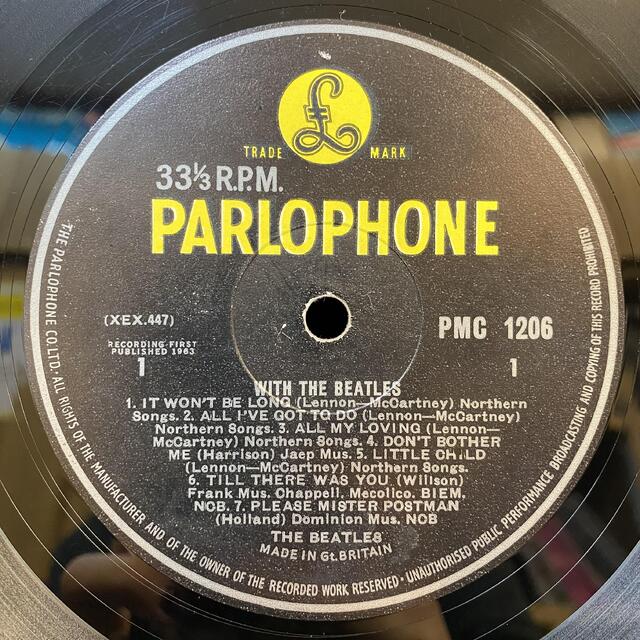 £
TRADE MARK
33⅓ R.P.M.
PARLOPHONE
(XEX.447)
PMC 1206
RECORDING FIRST
PUBLISHED 1963
1
1
WITH THE BEATLES
1. IT WON'T BE LONG (Lennon—McCartney) Northern
Songs. 2. ALL I'VE GOT TO DO (Lennon—McCartney)
Northern Songs. 3. ALL MY LOVING (Lennon—
McCartney) Northern Songs. 4. DON'T BOTHER
ME (Harrison) Jaep Mus. 5. LITTLE CHILD
(Lennon—McCartney) Northern Songs.
6. TILL THERE WAS YOU (Willson)
Frank Mus. Chappell, Mecolico. BIEM,
NOB. 7. PLEASE MISTER POSTMAN
(Holland) Dominion Mus. NOB
THE BEATLES
MADE IN Gt. BRITAIN
THE PARLOPHONE CO. LTD. ALL RIGHTS OF THE MANUFACTURER AND OF THE OWNER OF THE RECORDED WORK RESERVED · UNAUTHORISED PUBLIC PERFORMANCE BROADCASTING AND COPYING OF THIS RECORD PROHIBITED